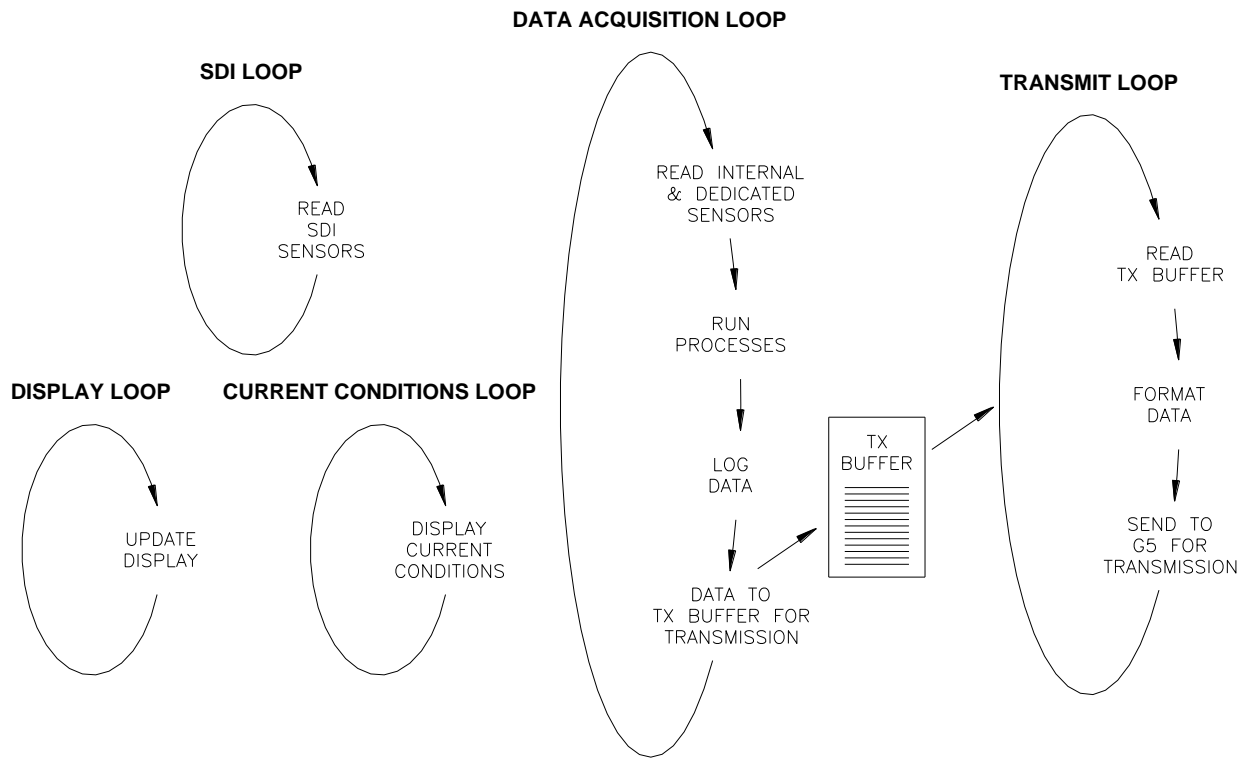 DATA ACQUISITION LOOP
SDI LOOP
TRANSMIT LOOP
READ
SDI
SENSORS
READ INTERNAL
& DEDICATED
SENSORS
RUN
PROCESSES
LOG
DATA
DATA TO
TX BUFFER FOR
TRANSMISSION
TX
BUFFER
READ
TX BUFFER
FORMAT
DATA
SEND TO
G5 FOR
TRANSMISSION
DISPLAY LOOP
UPDATE
DISPLAY
CURRENT CONDITIONS LOOP
DISPLAY
CURRENT
CONDITIONS